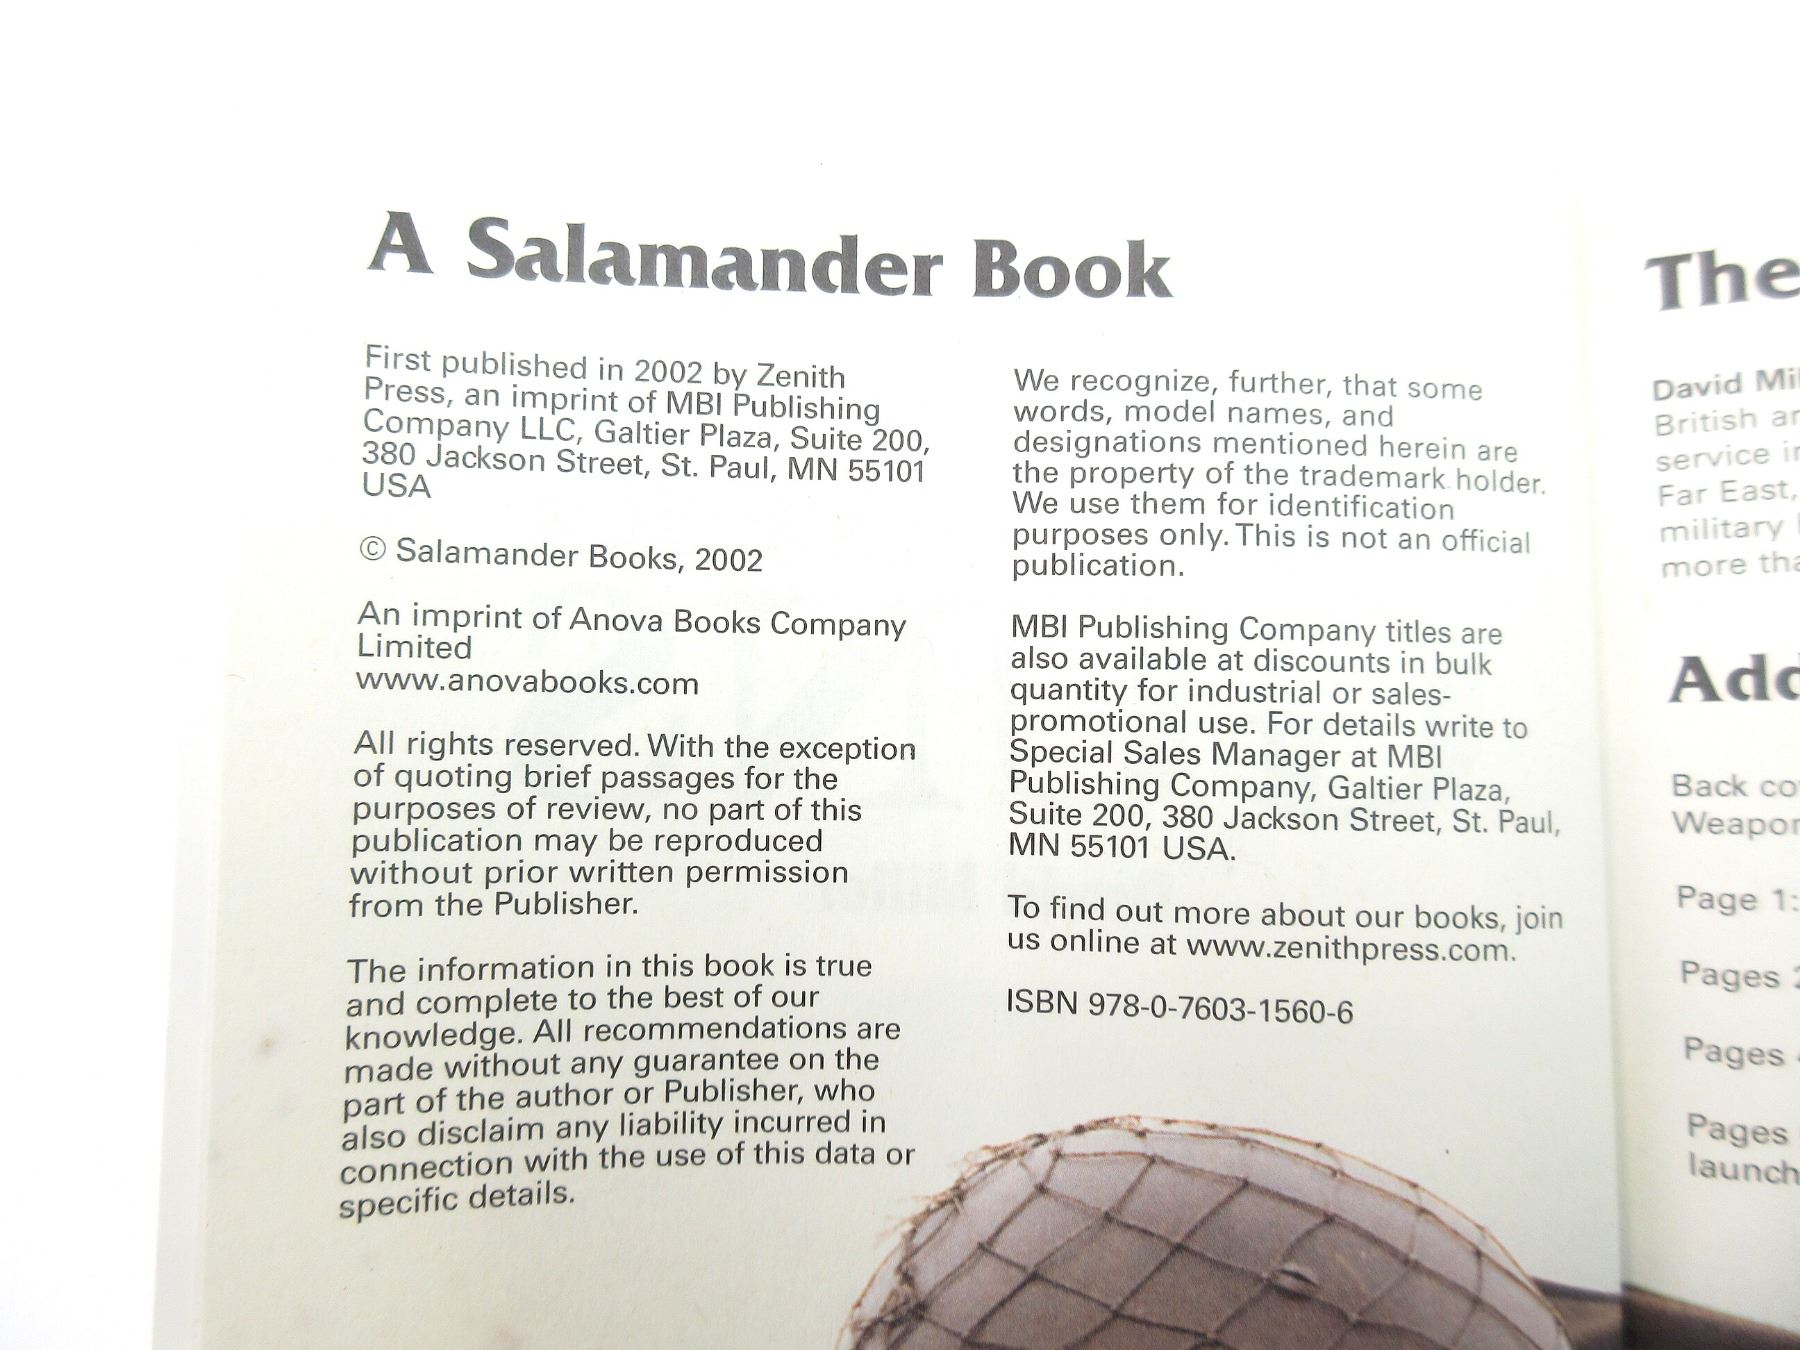 A Salamander Book
First published in 2002 by Zenith
Press, an imprint of MBI Publishing
Company LLC, Galtier Plaza, Suite 200,
380 Jackson Street, St. Paul, MN 55101
USA
© Salamander Books, 2002
An imprint of Anova Books Company
Limited
www.anovabooks.com
All rights reserved. With the exception
of quoting brief passages for the
purposes of review, no part of this
publication may be reproduced
without prior written permission
from the Publisher.
The information in this book is true
and complete to the best of our
knowledge. All recommendations are
made without any guarantee on the
part of the author or Publisher, who
also disclaim any liability incurred in
connection with the use of this data or
specific details.
We recognize, further, that some
words, model names, and
designations mentioned herein are
the property of the trademark holder.
We use them for identification
purposes only. This is not an official
publication.
MBI Publishing Company titles are
also available at discounts in bulk
quantity for industrial or sales-
promotional use. For details write to
Special Sales Manager at MBI
Publishing Company, Galtier Plaza,
Suite 200, 380 Jackson Street, St. Paul,
MN 55101 USA.
To find out more about our books, join
us online at www.zenithpress.com.
ISBN 978-0-7603-1560-6
The
David
British
service
Far East,
military
more
Back
Page 1:
Pages
Pages
Pages